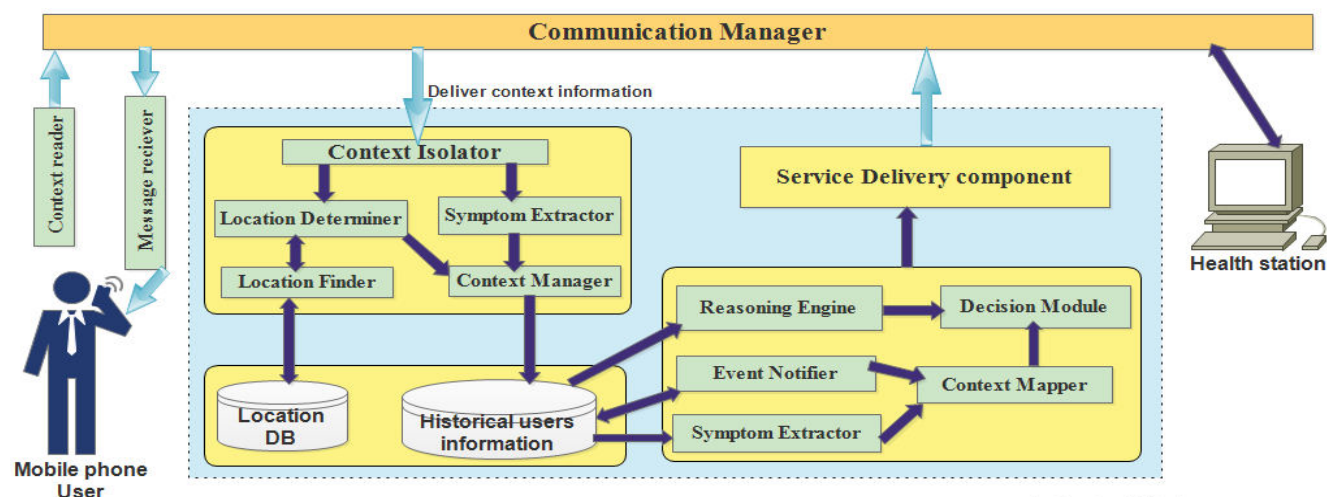 Communication Manager
Deliver context information
Context reader
Message reciever
Context Isolator
Location Determiner
Symptom Extractor
Location Finder
Context Manager
Service Delivery component
Health station
Reasoning Engine
Decision Module
Event Notifier
Context Mapper
Symptom Extractor
Location
DB
Historical users
information
Mobile phone
User